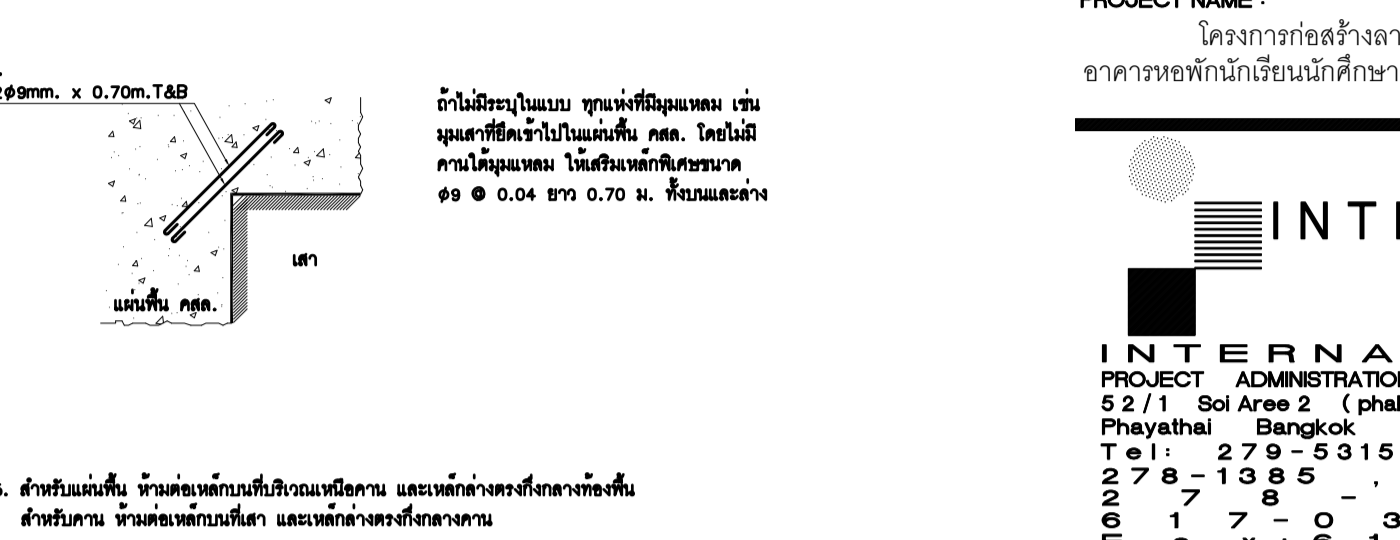 2φ9mm. x 0.70m.T&B
แผ่นพื้น คสล.
เสา
ถ้าไม่มีระบุในแบบ ทุกแห่งที่มีมุมแหลม เช่น
มุมเสาที่ยึดเข้าไปในแผ่นพื้น คสล. โดยไม่มี
คานใต้มุมแหลม ให้เสริมเหล็กพิเศษขนาด
φ9 @ 0.04 ยาว 0.70 ม. ทั้งบนและล่าง
สำหรับแผ่นพื้น ห้ามต่อเหล็กบนที่บริเวณเหนือคาน และเหล็กล่างตรงกึ่งกลางท้องพื้น
สำหรับคาน ห้ามต่อเหล็กบนที่เสา และเหล็กล่างตรงกึ่งกลางคาน
PROJECT NAME :
โครงการก่อสร้างลา
อาคารหอพักนักเรียนนักศึกษา
INT
INTERNA
PROJECT ADMINISTRATIO
52/1 Soi Aree 2 ( phal
Phayathai Bangkok
Tel: 279-5315
278-1385 ,
2 7 8 -
6 1 7 - 0 3